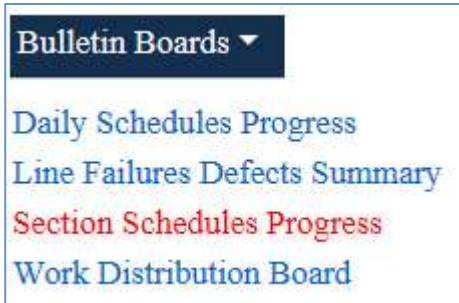 Bulletin Boards
Daily Schedules Progress
Line Failures Defects Summary
Section Schedules Progress
Work Distribution Board